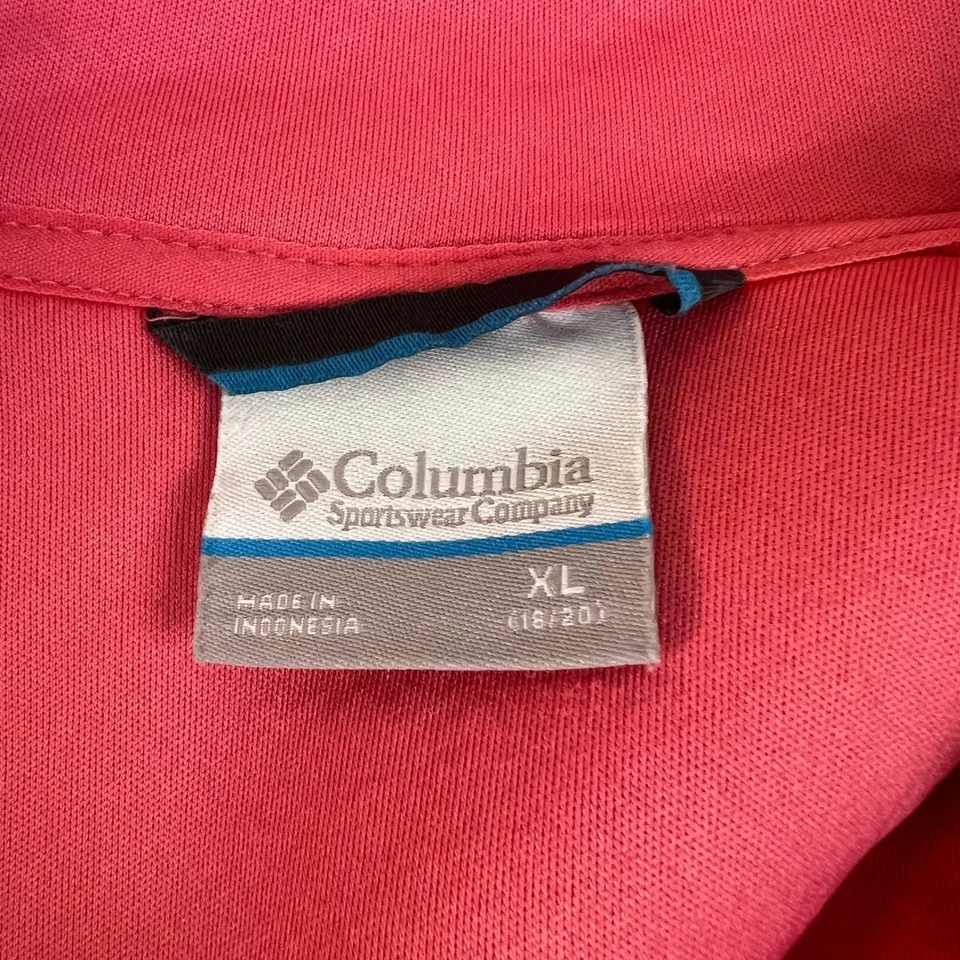 Columbia
Sportswear Company
XL
MADE IN
INDONESIA
(18/20)